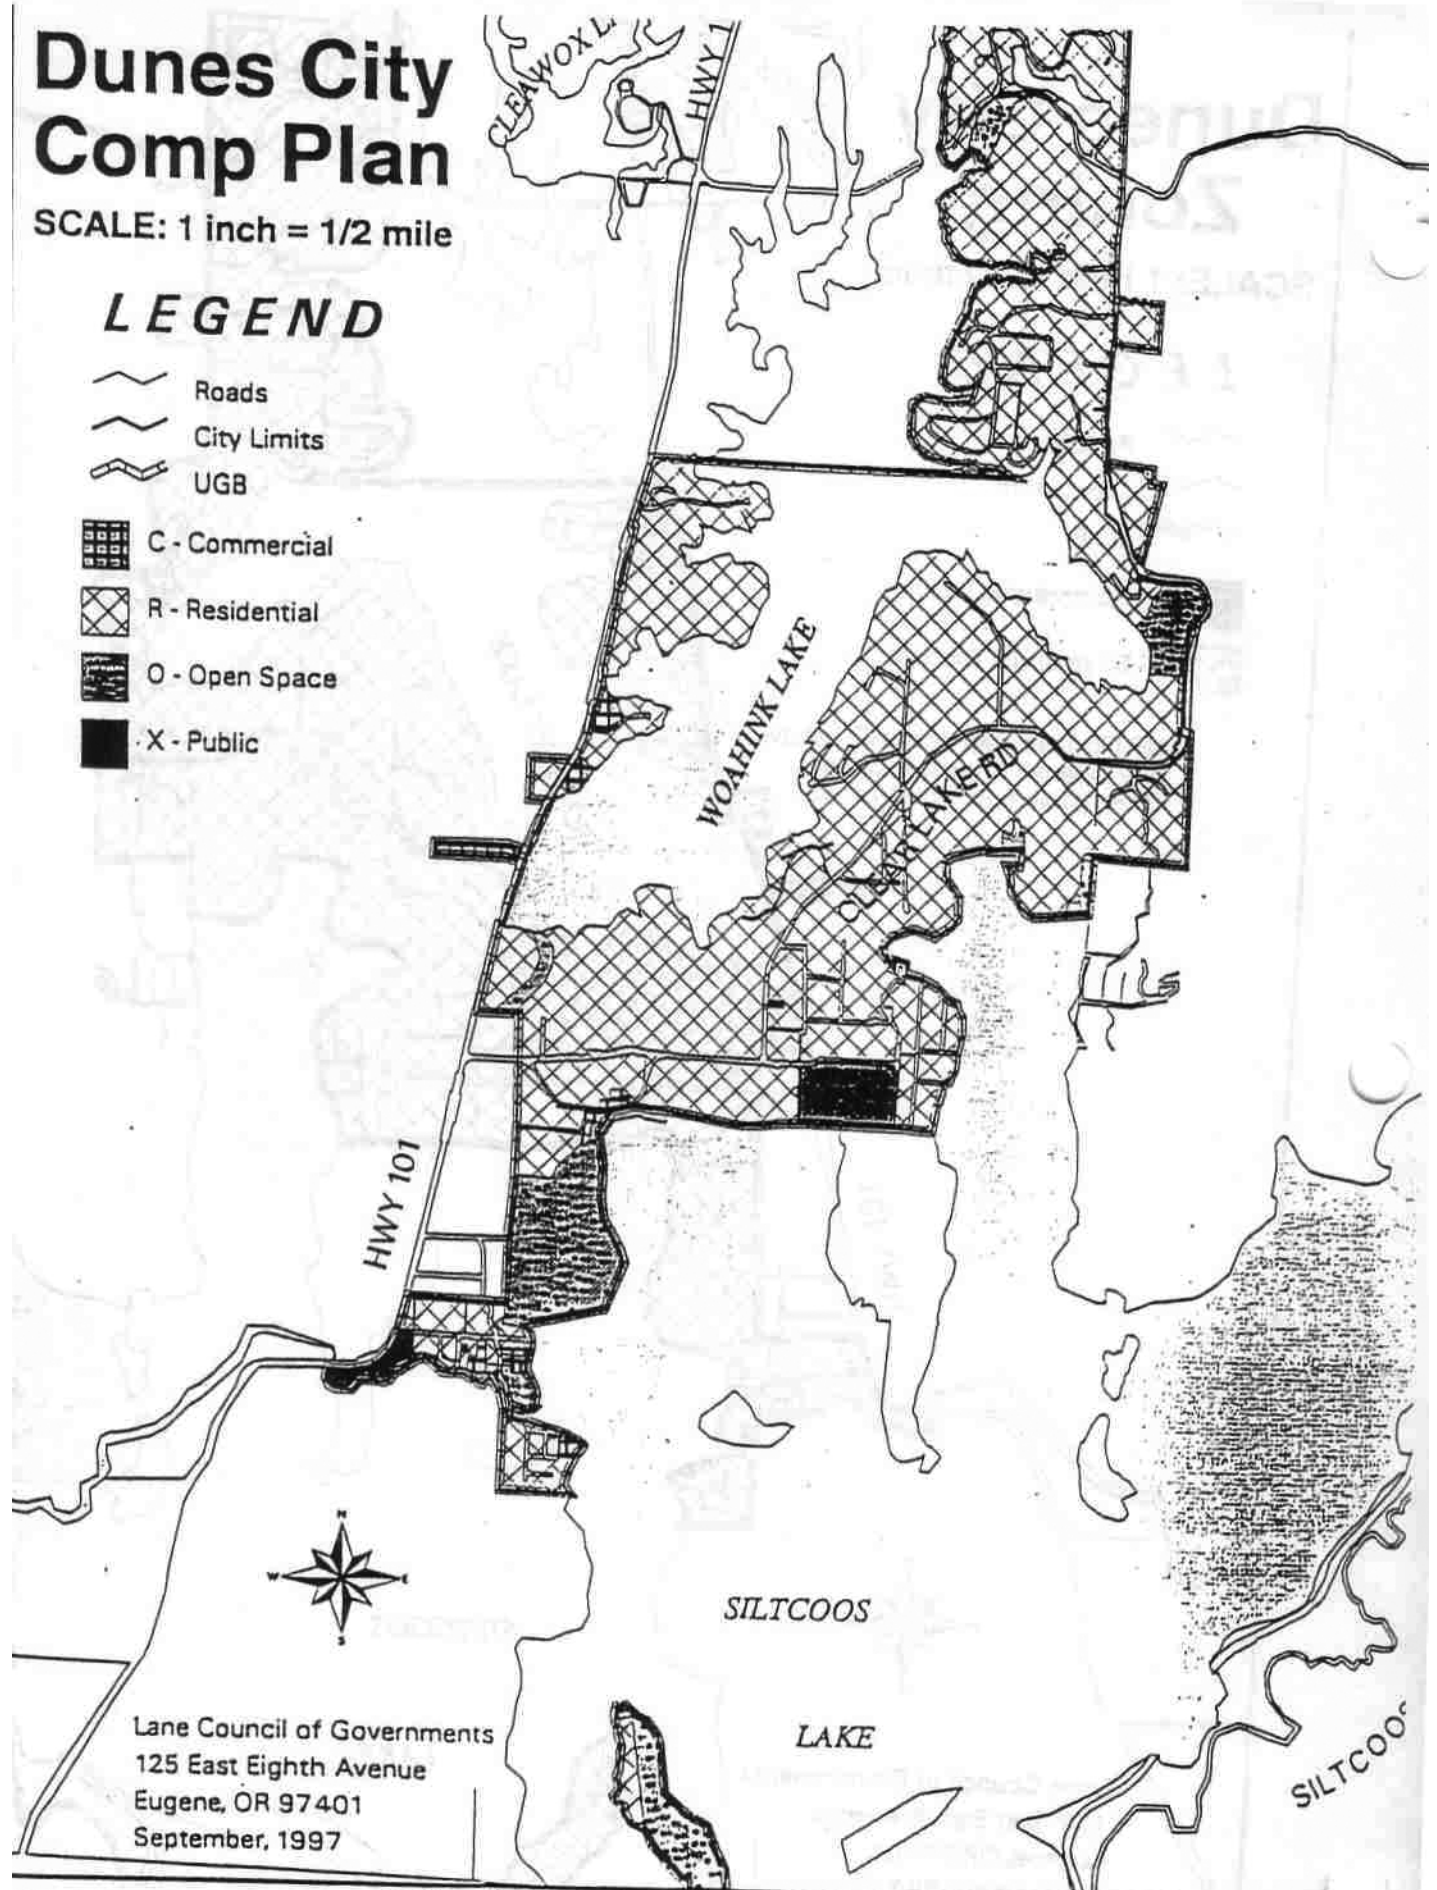 Dunes City
Comp Plan
SCALE: 1 inch = 1/2 mile
LEGEND
Roads
City Limits
UGB
C - Commercial
R - Residential
O - Open Space
X - Public
CLEAWOX
HWY 1
WOAHINK LAKE
LAKE RD
HWY 101
N
W
E
S
SILTCOOS
LAKE
SILTCOOS
Lane Council of Governments
125 East Eighth Avenue
Eugene, OR 97401
September, 1997